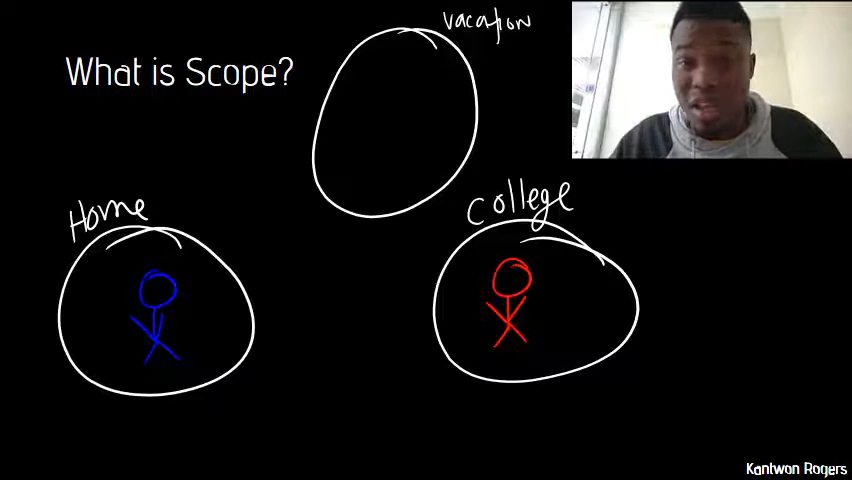 vacation
What is Scope?
Home
College
Kantwon Rogers